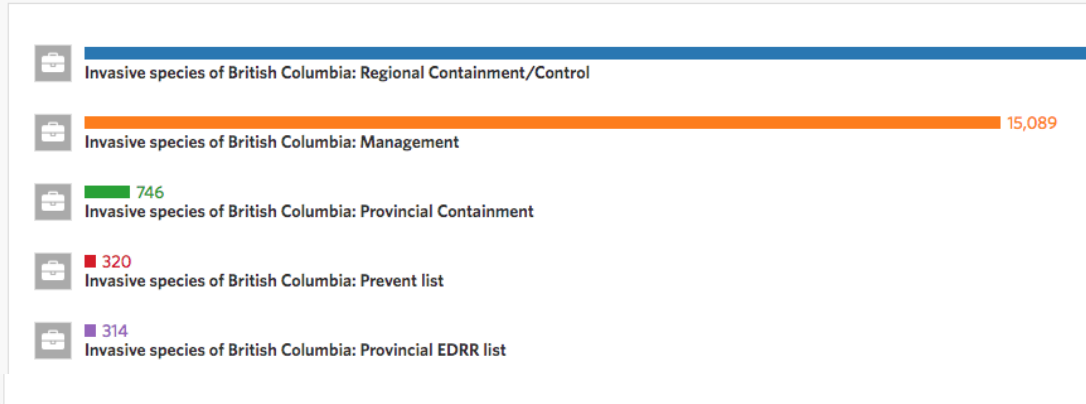 Invasive species of British Columbia: Regional Containment/Control
15,089
Invasive species of British Columbia: Management
746
Invasive species of British Columbia: Provincial Containment
320
Invasive species of British Columbia: Prevent list
314
Invasive species of British Columbia: Provincial EDRR list